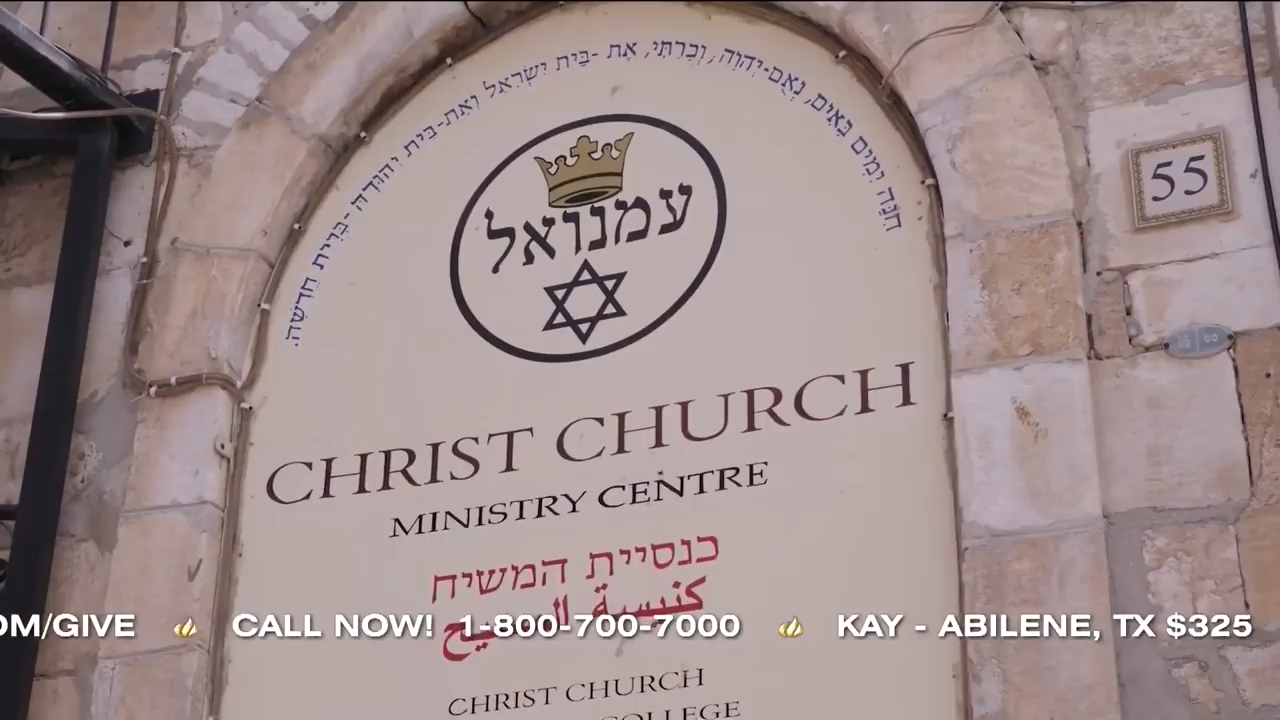 הִנֵּה יָמִים בָּאִים, נְאֻם-יְהוָה, וְכָרַתִּי, אֶת -בֵּית יִשְׂרָאֵל וְאֶת-בֵּית יְהוּדָה -בְּרִית חֲדָשָׁה.
עמנואל
55
CHRIST CHURCH
MINISTRY CENTRE
כנסיית המשיח
كنيسة
OM/GIVE CALL NOW! 1-800-700-7000 KAY - ABILENE, TX $325
CHRIST CHURCH
COLLEGE